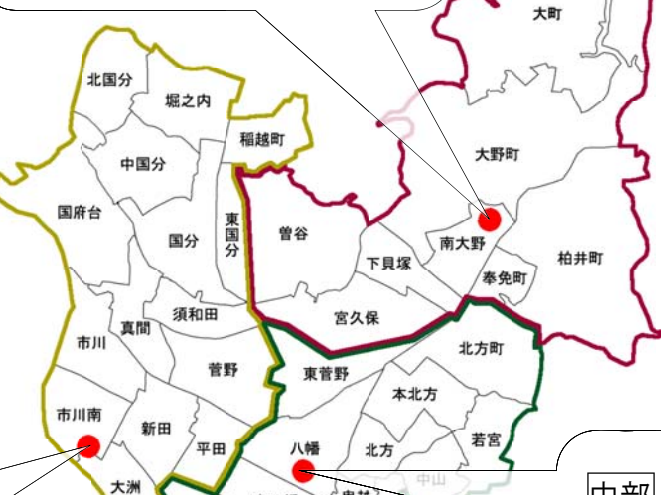 大町
北国分
堀之内
稲越町
中国分
大野町
国府台
国分
東国分
曽谷
南大野
下貝塚
柏井町
奉免町
須和田
真間
宮久保
市川
菅野
東菅野
北方町
本北方
市川南
新田
平田
八幡
北方
若宮
中山
大洲
中部